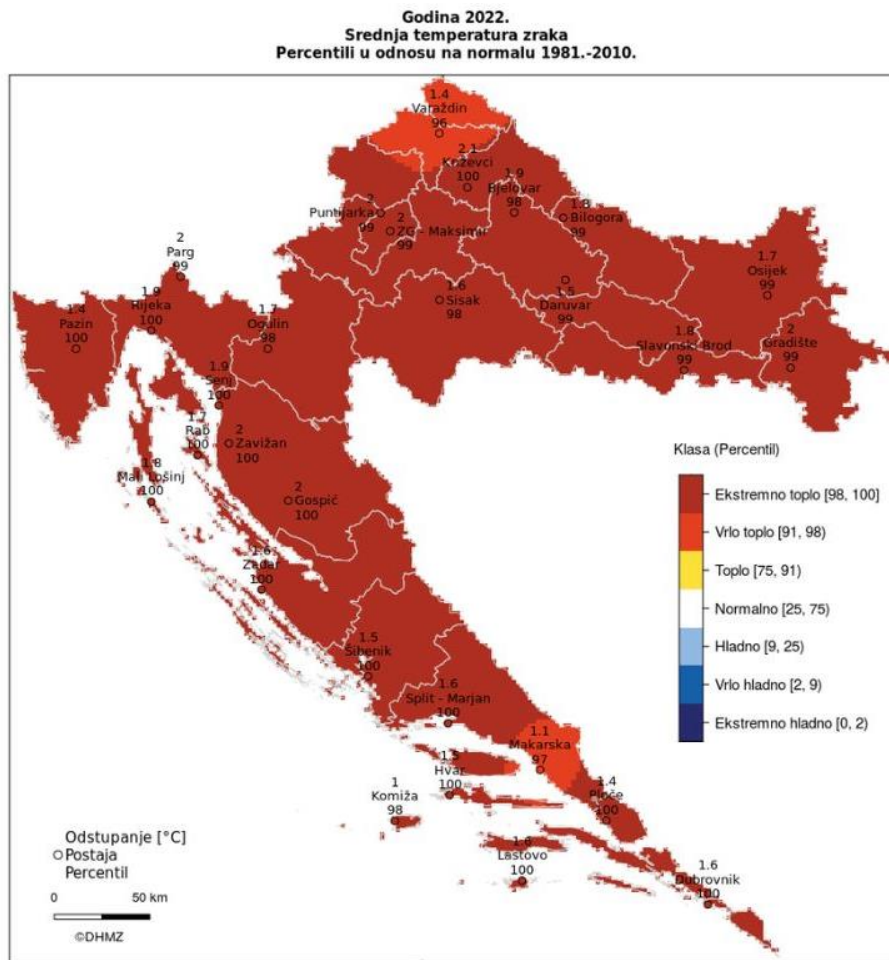 Godina 2022.
Srednja temperatura zraka
Percentili u odnosu na normalu 1981.-2010.
1.4
Varaždin
96
2.1
Križevci
100
1.9
Bjelovar
98
2
Puntijarka
99
2
ZG - Maksimir
99
1.8
Bilogora
99
2
Parg
99
1.7
Osijek
99
1.4
Pazin
100
1.9
Rijeka
100
1.7
Ogulin
98
1.6
Sisak
98
1.5
Daruvar
99
1.8
Slavonski Brod
99
2
Gradište
99
1.9
Senj
100
1.7
Rab
100
2
Zavižan
100
1.8
Mali Lošinj
100
2
Gospić
100
1.6
Zadar
100
1.5
Šibenik
100
1.6
Split - Marjan
100
1.1
Makarska
97
1.5
Hvar
100
1
Komiža
98
1.4
Ploče
100
Lastovo
100
1.6
Dubrovnik
100
Klasa (Percentil)
Ekstremno toplo [98, 100]
Vrlo toplo [91, 98)
Toplo [75, 91)
Normalno [25, 75)
Hladno [9, 25)
Vrlo hladno [2, 9)
Ekstremno hladno [0, 2)
Odstupanje [°C]
Postaja
Percentil
0 50 km
©DHMZ